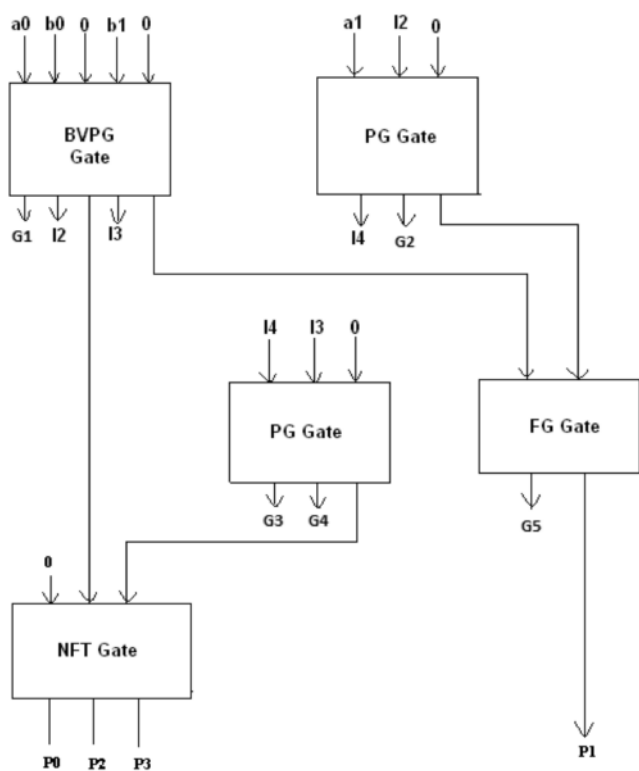 a0 b0 0 b1 0
a1 I2 0
BVPG
Gate
PG Gate
G1 I2 I3
I4 G2
I4 I3 0
PG Gate
FG Gate
G3 G4
G5
0
NFT Gate
P0 P2 P3
P1